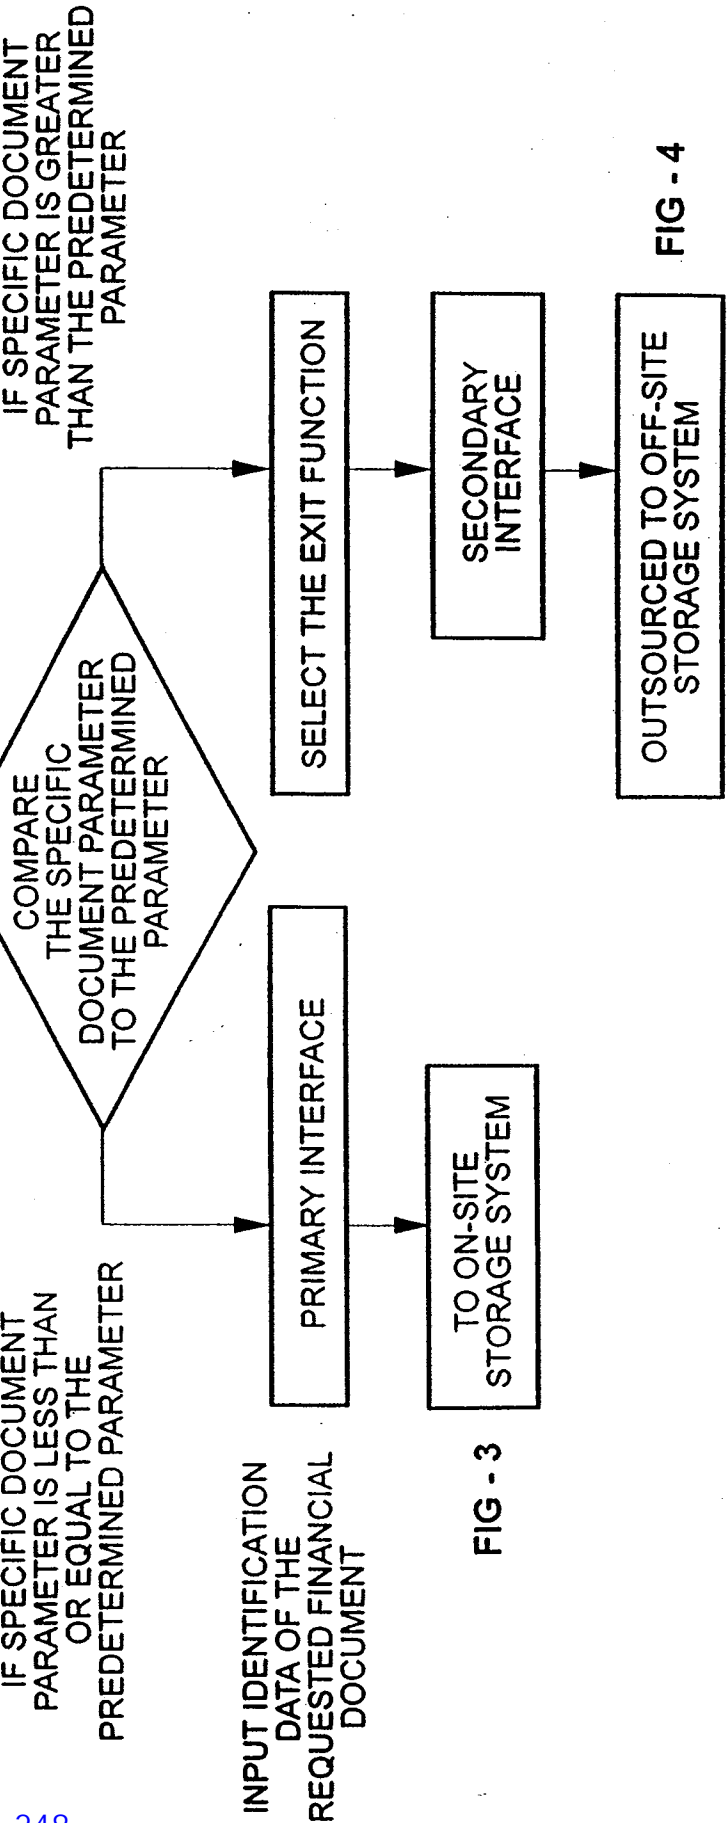 COMPARE
THE SPECIFIC
DOCUMENT PARAMETER
TO THE PREDETERMINED
PARAMETER
IF SPECIFIC DOCUMENT
PARAMETER IS LESS THAN
OR EQUAL TO THE
PREDETERMINED PARAMETER
IF SPECIFIC DOCUMENT
PARAMETER IS GREATER
THAN THE PREDETERMINED
PARAMETER
INPUT IDENTIFICATION
DATA OF THE
REQUESTED FINANCIAL
DOCUMENT
PRIMARY INTERFACE
SELECT THE EXIT FUNCTION
TO ON-SITE
STORAGE SYSTEM
SECONDARY
INTERFACE
FIG - 3
OUTSOURCED TO OFF-SITE
STORAGE SYSTEM
FIG - 4